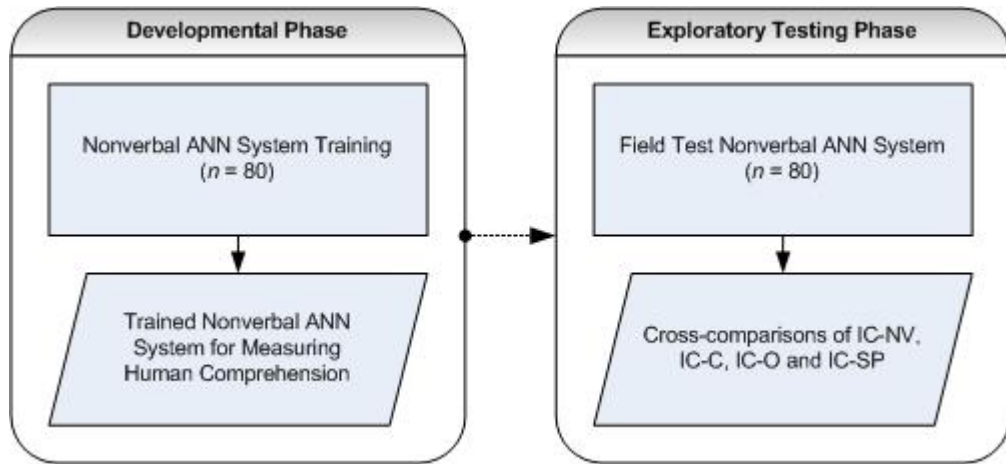 Developmental Phase
Nonverbal ANN System Training
(n = 80)
Trained Nonverbal ANN
System for Measuring
Human Comprehension
Exploratory Testing Phase
Field Test Nonverbal ANN System
(n = 80)
Cross-comparisons of IC-NV,
IC-C, IC-O and IC-SP